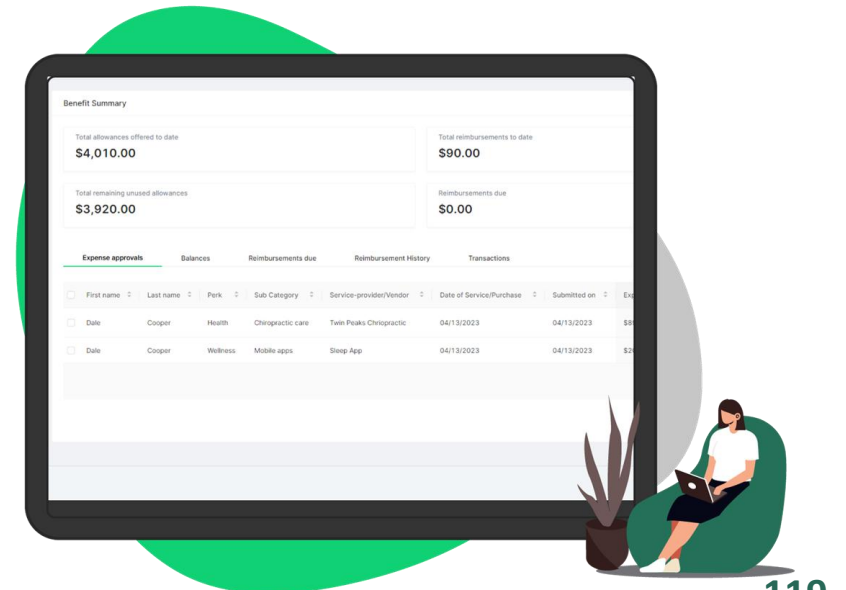 Benefit Summary
Total allowances offered to date
$4,010.00
Total reimbursements to date
$90.00
Total remaining unused allowances
$3,920.00
Reimbursements due
$0.00
Expense approvals Balances Reimbursements due Reimbursement History Transactions
First name Last name Perk Sub Category Service-provider/Vendor Date of Service/Purchase Submitted on
Dale Cooper Health Chiropractic care Twin Peaks Chriopractic 04/13/2023 04/13/2023
Dale Cooper Wellness Mobile apps Sleep App 04/13/2023 04/13/2023